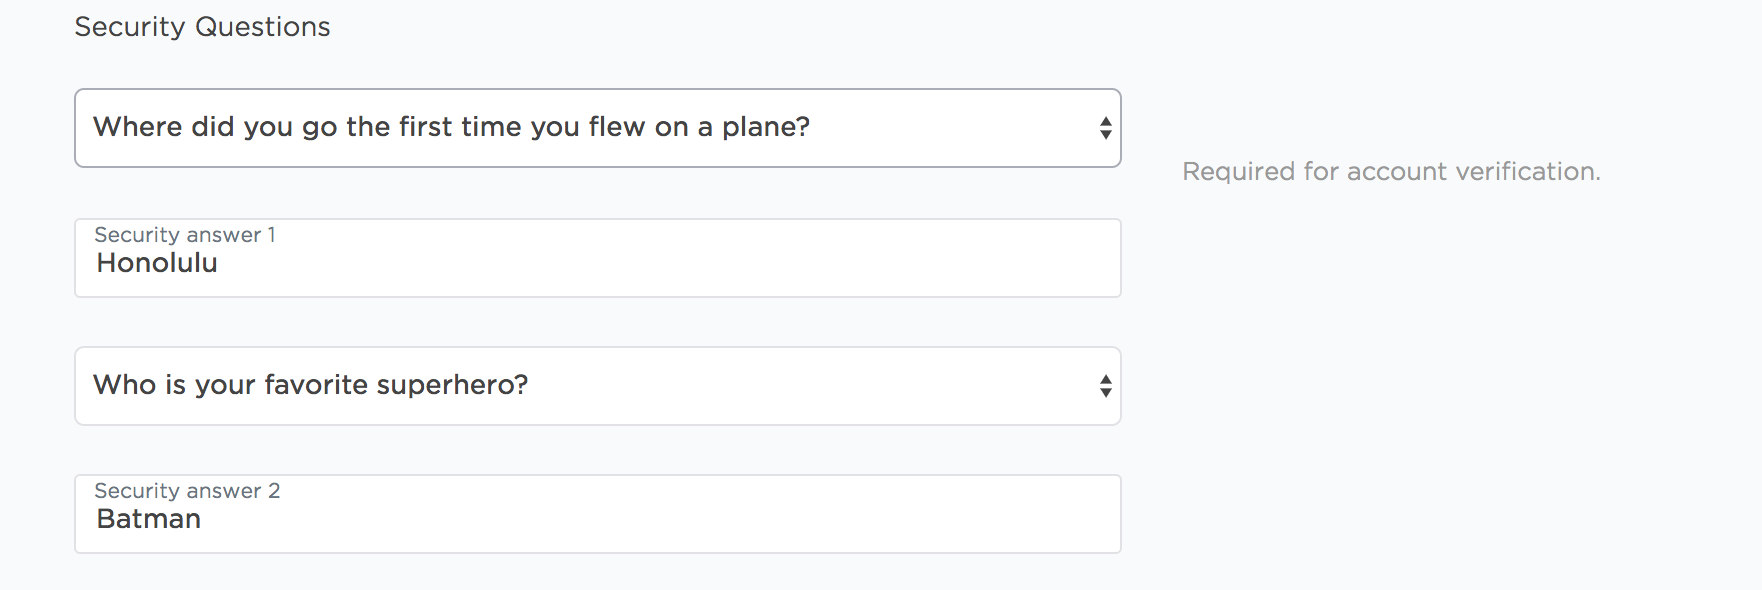 Security Questions
Where did you go the first time you flew on a plane?
Required for account verification.
Security answer 1
Honolulu
Who is your favorite superhero?
Security answer 2
Batman